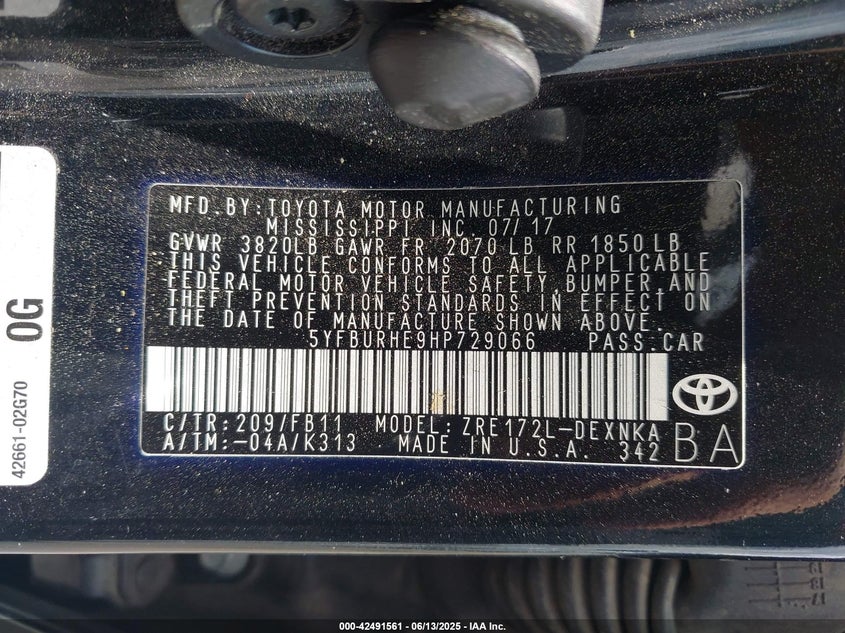 MFD.BY:TOYOTA MOTOR MANUFACTURING
MISSISSIPPI INC. 07/17
GVWR 3820LB GAWR FR 2070 LB RR 1850 LB
THIS VEHICLE CONFORMS TO ALL APPLICABLE
FEDERAL MOTOR VEHICLE SAFETY,BUMPER,AND
THEFT PREVENTION STANDARDS IN EFFECT ON
THE DATE OF MANUFACTURE SHOWN ABOVE.
5YFBURHE9HP729066 PASS.CAR
C/TR:209/FB11 MODEL:ZRE172L-DEXNKA
A/TM:-04A/K313 MADE IN U.S.A. 342
BA
0G
42661-02G70
000-42491561 - 06/13/2025 - IAA Inc.